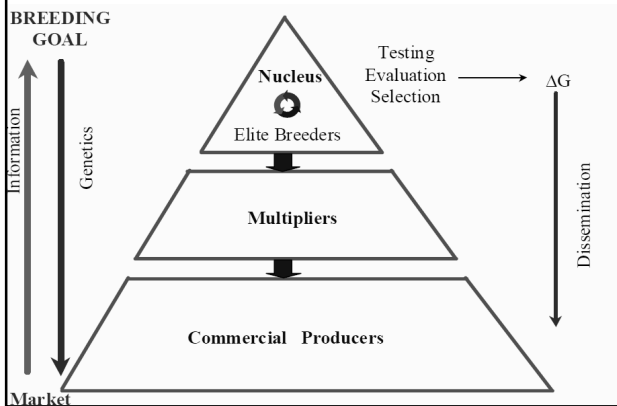 BREEDING
GOAL
Information
Genetics
Nucleus
Elite Breeders
Testing
Evaluation
Selection
ΔG
Dissemination
Multipliers
Commercial Producers
Market